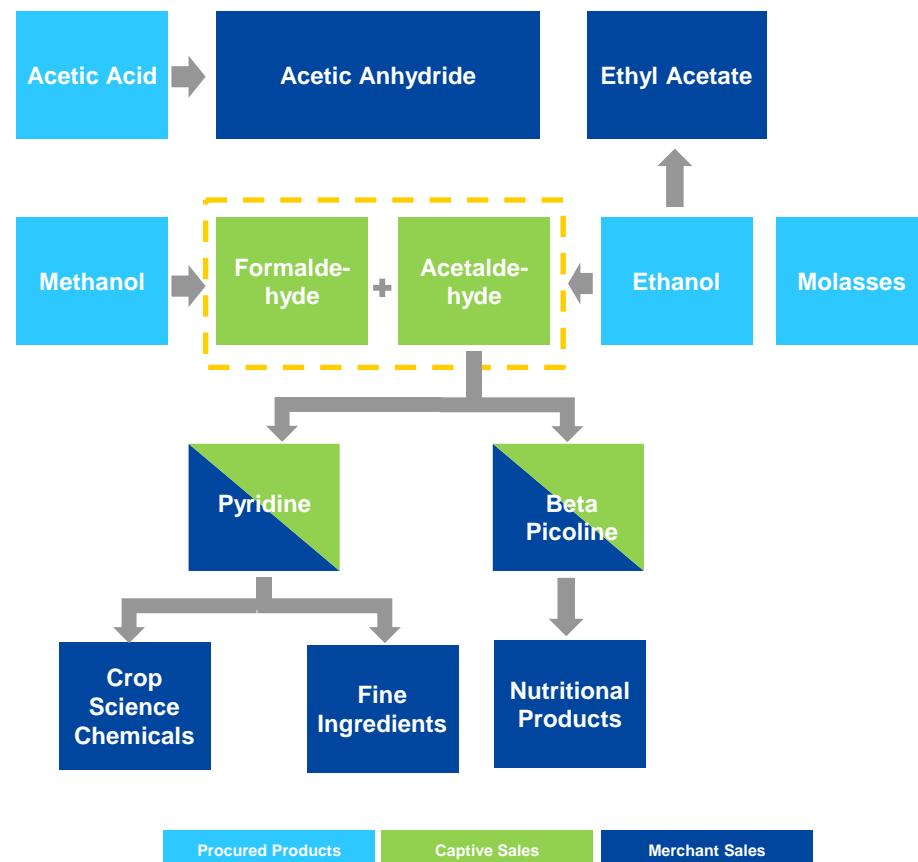 Acetic Acid
Acetic Anhydride
Ethyl Acetate
Methanol
Formalde-
hyde
+
Acetalde-
hyde
Ethanol
Molasses
Pyridine
Beta
Picoline
Crop
Science
Chemicals
Fine
Ingredients
Nutritional
Products
Procured Products
Captive Sales
Merchant Sales